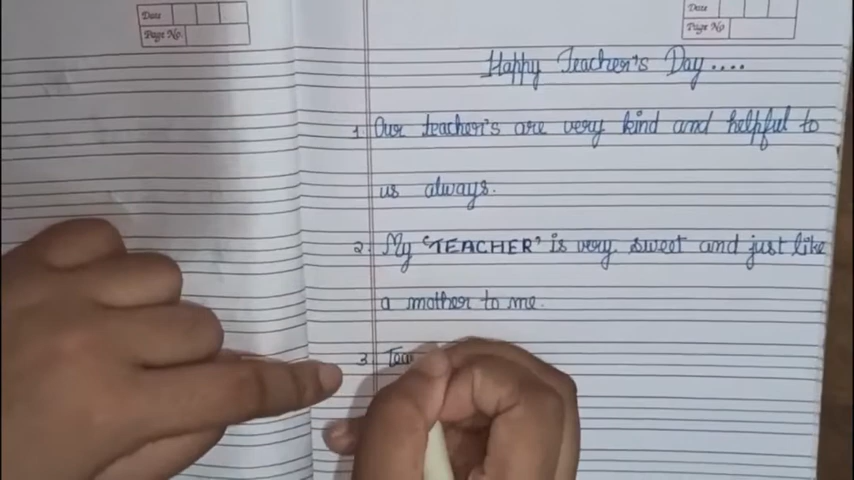 Date
Page No.
Date
Page No
Happy Teacher's Day....
1. Our teacher's are very kind and helpful to
us always.
2. My 'TEACHER' is very sweet and just like
a mother to me.
3. Tea